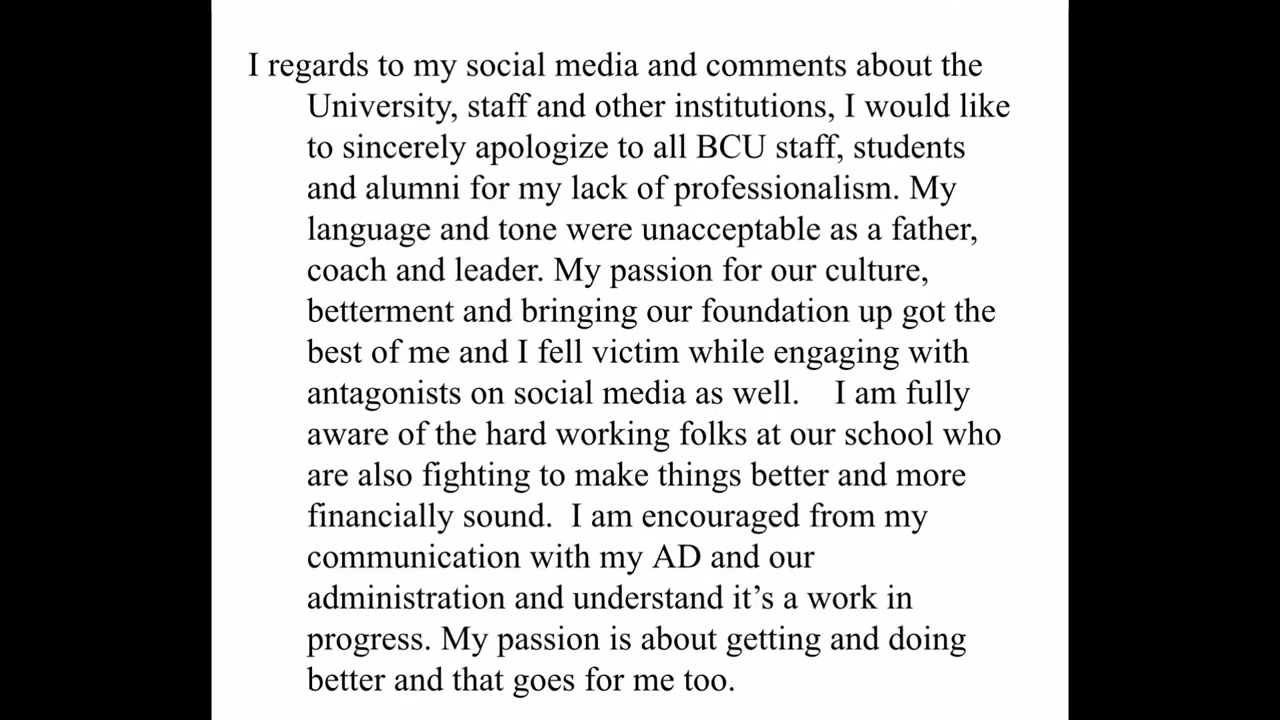 I regards to my social media and comments about the
University, staff and other institutions, I would like
to sincerely apologize to all BCU staff, students
and alumni for my lack of professionalism. My
language and tone were unacceptable as a father,
coach and leader. My passion for our culture,
betterment and bringing our foundation up got the
best of me and I fell victim while engaging with
antagonists on social media as well.    I am fully
aware of the hard working folks at our school who
are also fighting to make things better and more
financially sound.  I am encouraged from my
communication with my AD and our
administration and understand it’s a work in
progress. My passion is about getting and doing
better and that goes for me too.